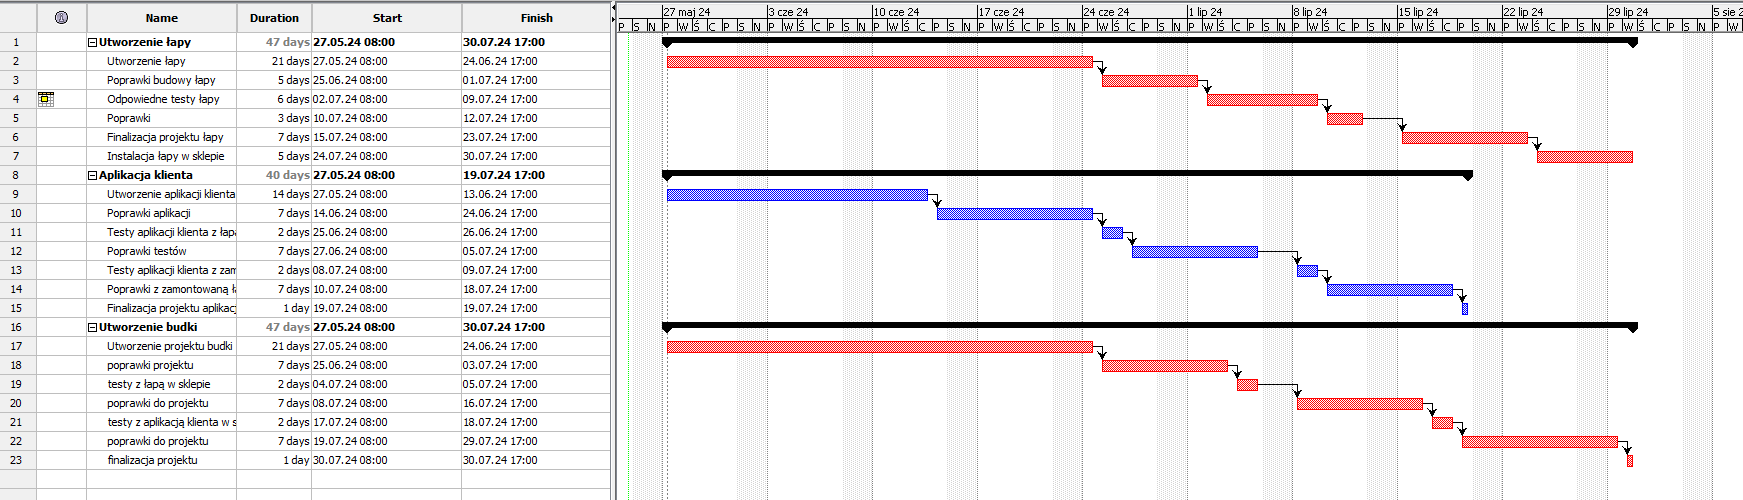 Name Duration Start Finish 27 maj 24 3 cze 24 10 cze 24 17 cze 24 24 cze 24 1 lip 24 8 lip 24 15 lip 24 22 lip 24 29 lip 24 5 sie 2
P S N P W Ś C P S N P W Ś C P S N P W Ś C P S N P W Ś C P S N P W Ś C P S N P W Ś C P S N P W Ś C P S N P W Ś C P S N P W Ś C P S N P W Ś C P S N P W
1 Utworzenie łapy 47 days 27.05.24 08:00 30.07.24 17:00
2 Utworzenie łapy 21 days 27.05.24 08:00 24.06.24 17:00
3 Poprawki budowy łapy 5 days 25.06.24 08:00 01.07.24 17:00
4 Odpowiedne testy łapy 6 days 02.07.24 08:00 09.07.24 17:00
5 Poprawki 3 days 10.07.24 08:00 12.07.24 17:00
6 Finalizacja projektu łapy 7 days 15.07.24 08:00 23.07.24 17:00
7 Instalacja łapy w sklepie 5 days 24.07.24 08:00 30.07.24 17:00
8 Aplikacja klienta 40 days 27.05.24 08:00 19.07.24 17:00
9 Utworzenie aplikacji klienta 14 days 27.05.24 08:00 13.06.24 17:00
10 Poprawki aplikacji 7 days 14.06.24 08:00 24.06.24 17:00
11 Testy aplikacji klienta z łapą 2 days 25.06.24 08:00 26.06.24 17:00
12 Poprawki testów 7 days 27.06.24 08:00 05.07.24 17:00
13 Testy aplikacji klienta z zam 2 days 08.07.24 08:00 09.07.24 17:00
14 Poprawki z zamontowaną ł 7 days 10.07.24 08:00 18.07.24 17:00
15 Finalizacja projektu aplikac 1 day 19.07.24 08:00 19.07.24 17:00
16 Utworzenie budki 47 days 27.05.24 08:00 30.07.24 17:00
17 Utworzenie projektu budki 21 days 27.05.24 08:00 24.06.24 17:00
18 poprawki projektu 7 days 25.06.24 08:00 03.07.24 17:00
19 testy z łapą w sklepie 2 days 04.07.24 08:00 05.07.24 17:00
20 poprawki do projektu 7 days 08.07.24 08:00 16.07.24 17:00
21 testy z aplikacją klienta w s 2 days 17.07.24 08:00 18.07.24 17:00
22 poprawki do projektu 7 days 19.07.24 08:00 29.07.24 17:00
23 finalizacja projektu 1 day 30.07.24 08:00 30.07.24 17:00